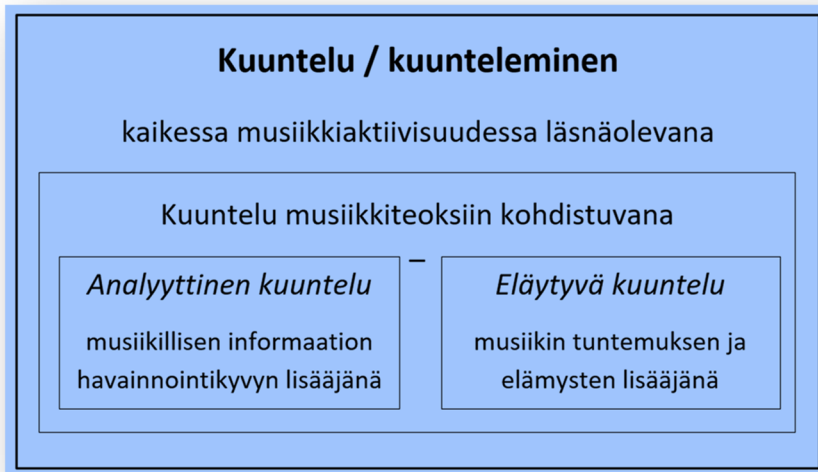 Kuuntelu / kuunteleminen
kaikessa musiikkiaktiivisuudessa läsnäolevana
Kuuntelu musiikkiteoksiin kohdistuvana
–
Analyyttinen kuuntelu
musiikillisen informaation
havainnointikyvyn lisääjänä
Eläytyvä kuuntelu
musiikin tuntemuksen ja
elämysten lisääjänä